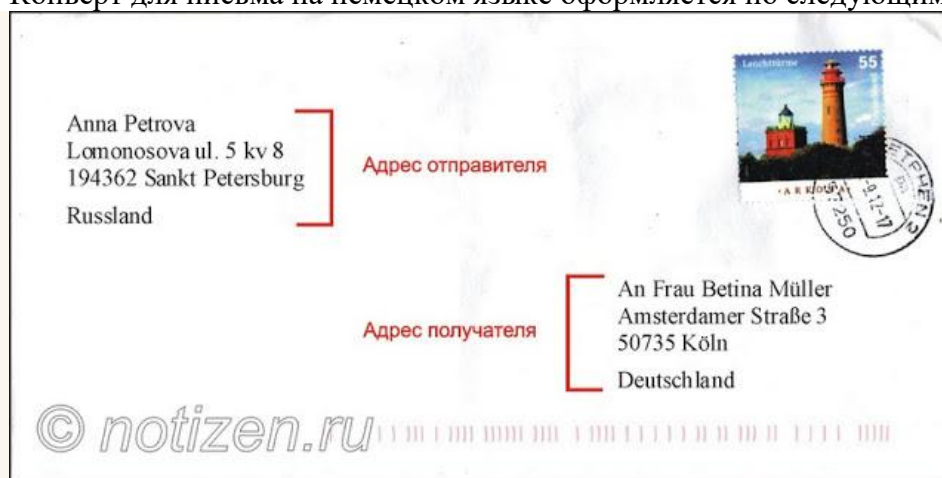 Конверт для письма на немецком языке оформляется по следующим
Leuchttürme 55
Anna Petrova
Lomonosova ul. 5 kv 8
194362 Sankt Petersburg
Russland
Адрес отправителя
Адрес получателя
An Frau Betina Müller
Amsterdamer Straße 3
50735 Köln
Deutschland
© notizen.ru